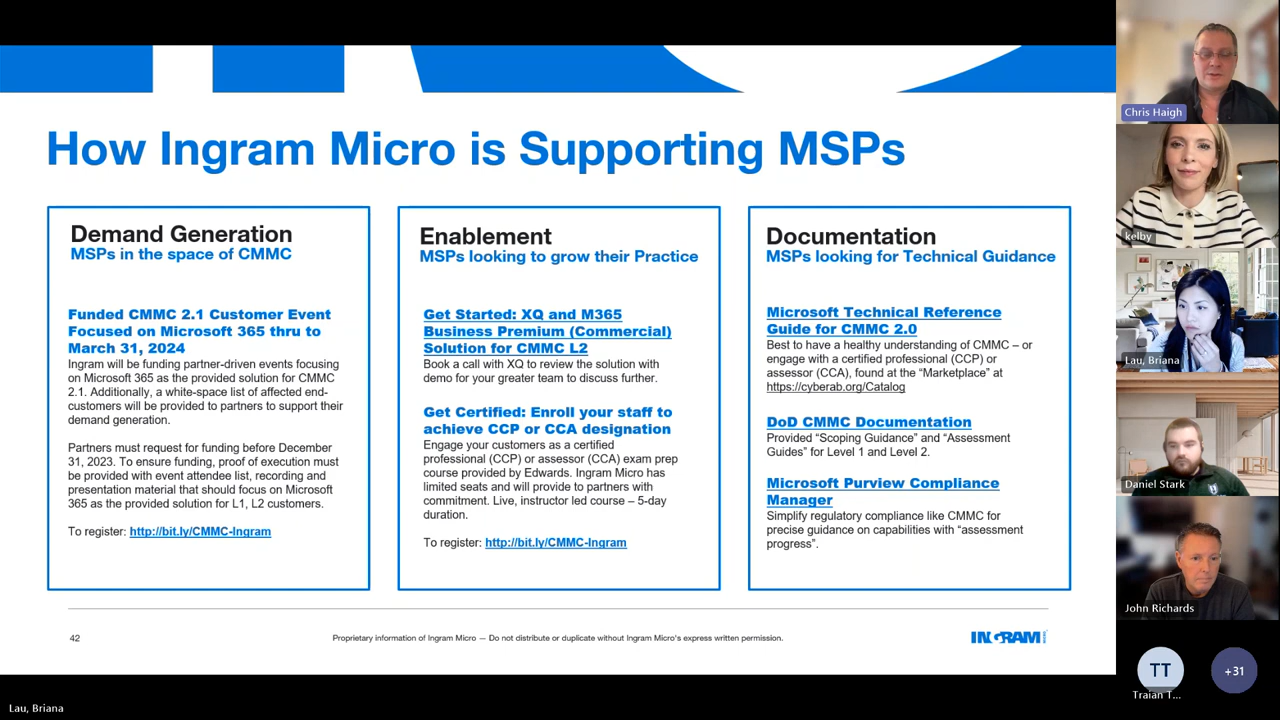 How Ingram Micro is Supporting MSPs
Demand Generation
MSPs in the space of CMMC
Funded CMMC 2.1 Customer Event
Focused on Microsoft 365 thru to
March 31, 2024
Ingram will be funding partner-driven events focusing
on Microsoft 365 as the provided solution for CMMC
2.1. Additionally, a white-space list of affected end-
customers will be provided to partners to support their
demand generation.
Partners must request for funding before December
31, 2023. To ensure funding, proof of execution must
be provided with event attendee list, recording and
presentation material that should focus on Microsoft
365 as the provided solution for L1, L2 customers.
To register: http://bit.ly/CMMC-Ingram
Enablement
MSPs looking to grow their Practice
Get Started: XQ and M365
Business Premium (Commercial)
Solution for CMMC L2
Book a call with XQ to review the solution with
demo for your greater team to discuss further.
Get Certified: Enroll your staff to
achieve CCP or CCA designation
Engage your customers as a certified
professional (CCP) or assessor (CCA) exam prep
course provided by Edwards. Ingram Micro has
limited seats and will provide to partners with
commitment. Live, instructor led course – 5-day
duration.
To register: http://bit.ly/CMMC-Ingram
Documentation
MSPs looking for Technical Guidance
Microsoft Technical Reference
Guide for CMMC 2.0
Best to have a healthy understanding of CMMC – or
engage with a certified professional (CCP) or
assessor (CCA), found at the “Marketplace” at
https://cyberab.org/Catalog
DoD CMMC Documentation
Provided “Scoping Guidance” and “Assessment
Guides” for Level 1 and Level 2.
Microsoft Purview Compliance
Manager
Simplify regulatory compliance like CMMC for
precise guidance on capabilities with “assessment
progress”.
42
Proprietary information of Ingram Micro — Do not distribute or duplicate without Ingram Micro's express written permission.
INGRAM
Chris Haigh
kelby
Lau, Briana
Daniel Stark
John Richards
TT
+31
Traian T...
Lau, Briana